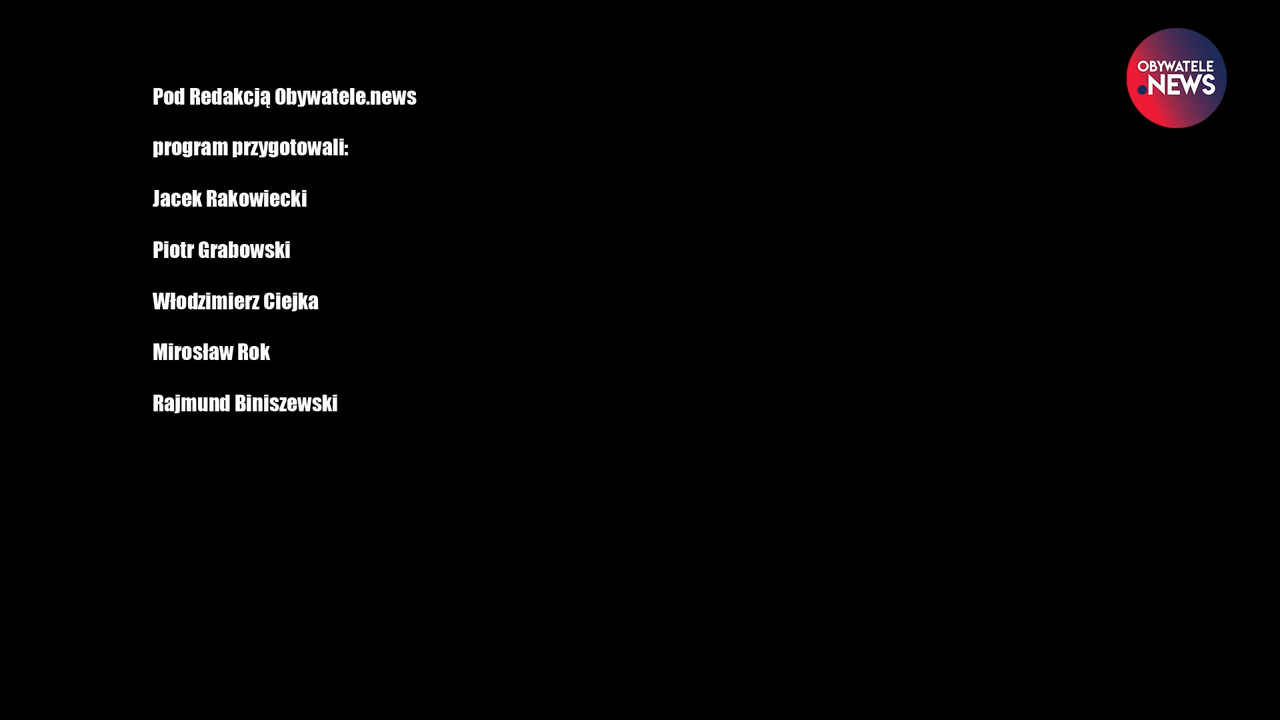 Pod Redakcją Obywatele.news
program przygotowali:
Jacek Rakowiecki
Piotr Grabowski
Włodzimierz Ciejka
Mirosław Rok
Rajmund Biniszewski
OBYWATELE
.NEWS